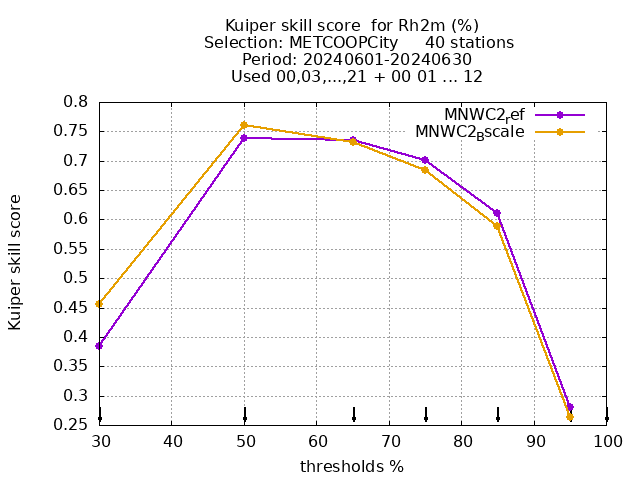 Kuiper skill score  for Rh2m (%)
Selection: METCOOPCity     40 stations
Period: 20240601-20240630
Used 00,03,...,21 + 00 01 ... 12
MNWC2ref
MNWC2Bscale
Kuiper skill score
0.8
0.75
0.7
0.65
0.6
0.55
0.5
0.45
0.4
0.35
0.3
0.25
30 40 50 60 70 80 90 100
thresholds %